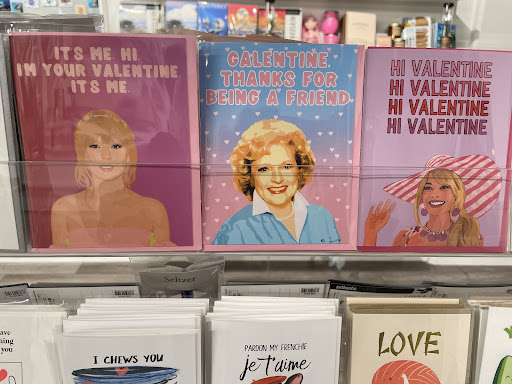 IT'S ME. HI.
I'M YOUR VALENTINE
IT'S ME.
GALENTINE,
THANKS FOR
BEING A FRIEND
HI VALENTINE
HI VALENTINE
HI VALENTINE
HI VALENTINE
Seltzer
I CHEWS YOU
PARDON MY FRENCHIE
je t'aime
LOVE